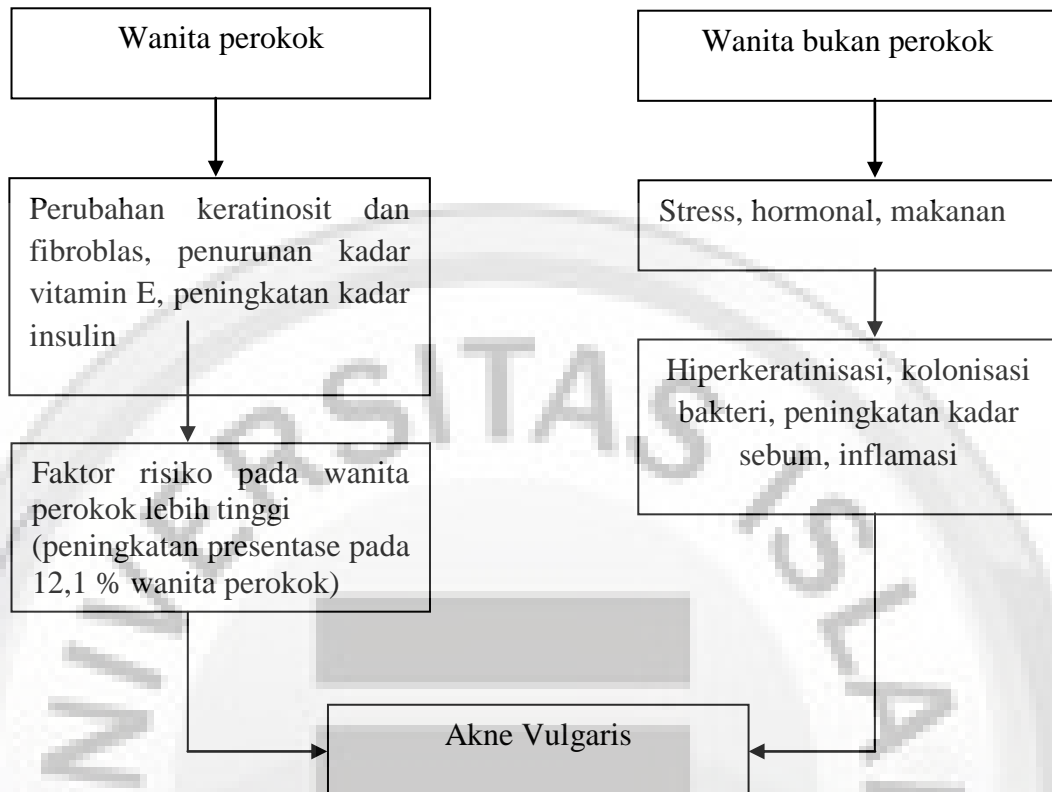 Wanita perokok
Wanita bukan perokok
Perubahan keratinosit dan
fibroblas, penurunan kadar
vitamin E, peningkatan kadar
insulin
Stress, hormonal, makanan
Hiperkeratinisasi, kolonisasi
bakteri, peningkatan kadar
sebum, inflamasi
Faktor risiko pada wanita
perokok lebih tinggi
(peningkatan presentase pada
12,1 % wanita perokok)
Akne Vulgaris
NIVERSITAS ISLA